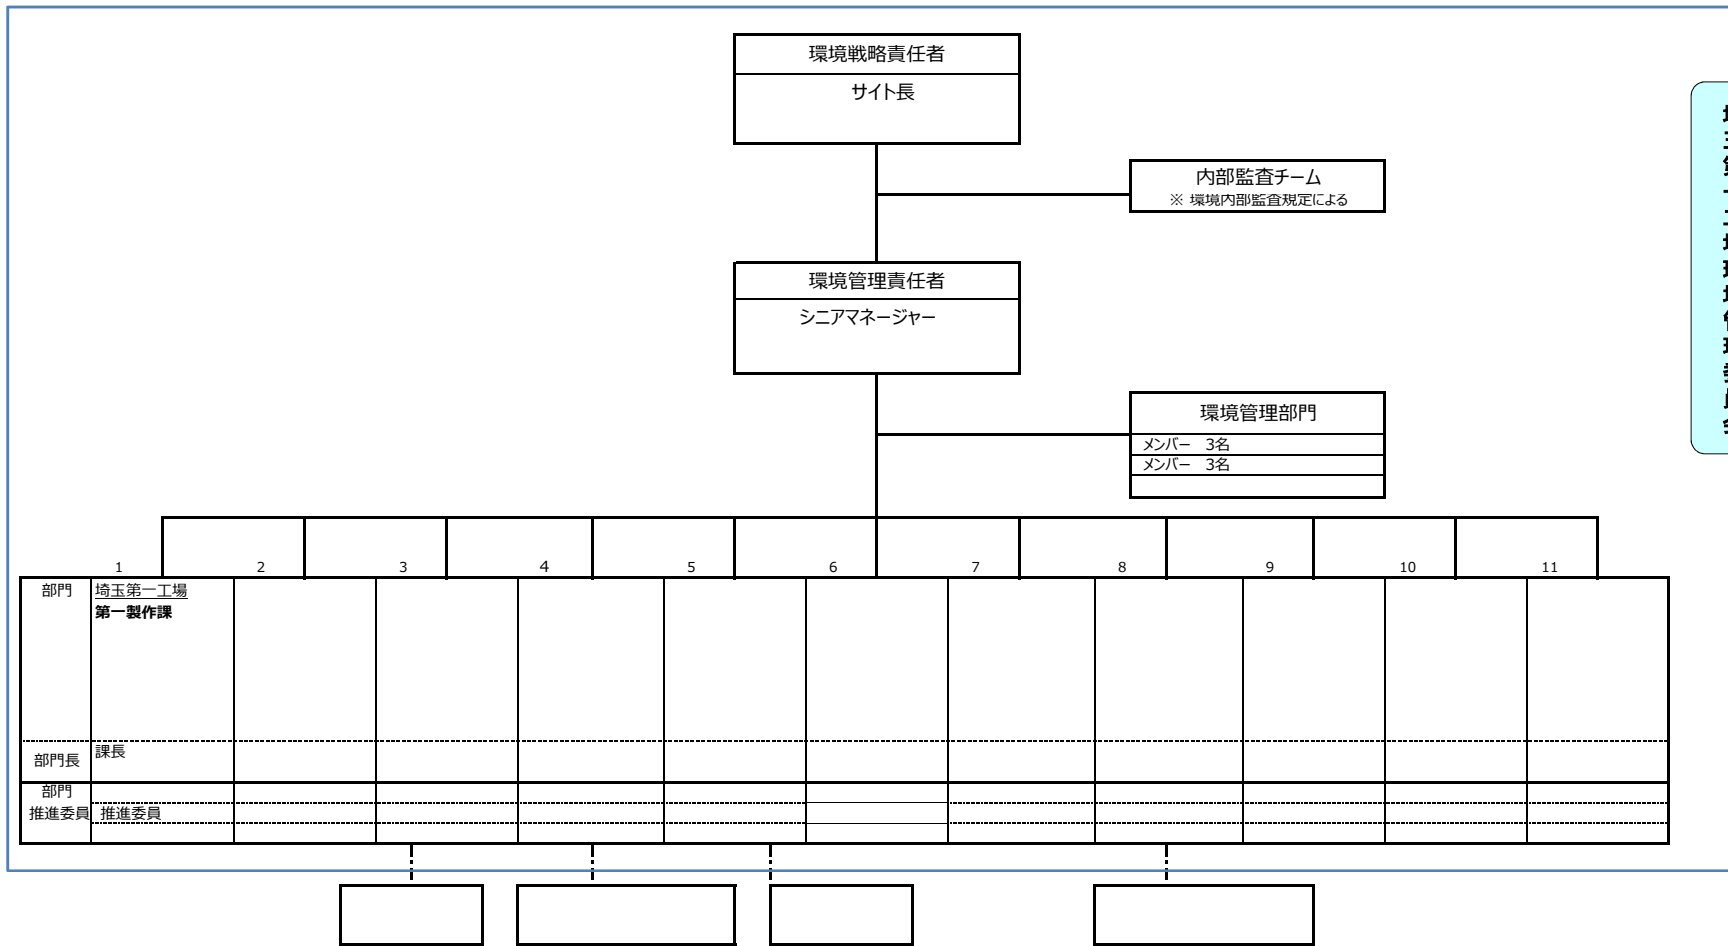 環境戦略責任者
サイト長
内部監査チーム
※ 環境内部監査規定による
環境管理責任者
シニアマネージャー
環境管理部門
メンバー　3名
メンバー　3名
1 2 3 4 5 6 7 8 9 10 11
部門 埼玉第一工場
第一製作課
部門長 課長
部門
推進委員 推進委員